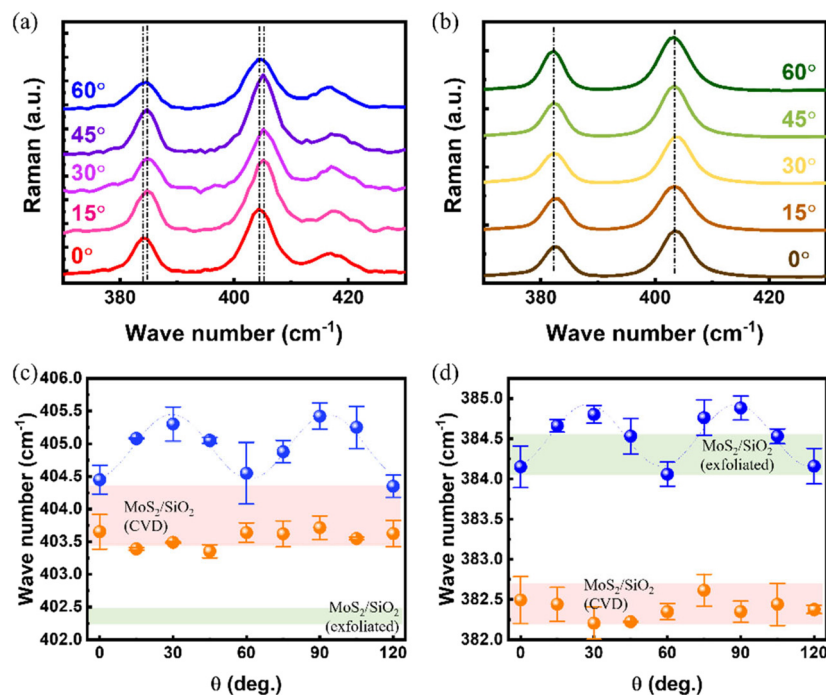 (a)
Raman (a.u.)
60°
45°
30°
15°
0°
380 400 420
Wave number (cm⁻¹)
(b)
Raman (a.u.)
60°
45°
30°
15°
0°
380 400 420
Wave number (cm⁻¹)
(c)
Wave number (cm⁻¹)
406.0
405.5
405.0
404.5
404.0
403.5
403.0
402.5
402.0
MoS₂/SiO₂
(CVD)
MoS₂/SiO₂
(exfoliated)
0 30 60 90 120
θ (deg.)
(d)
Wave number (cm⁻¹)
385.0
384.5
384.0
383.5
383.0
382.5
382.0
MoS₂/SiO₂
(exfoliated)
MoS₂/SiO₂
(CVD)
0 30 60 90 120
θ (deg.)